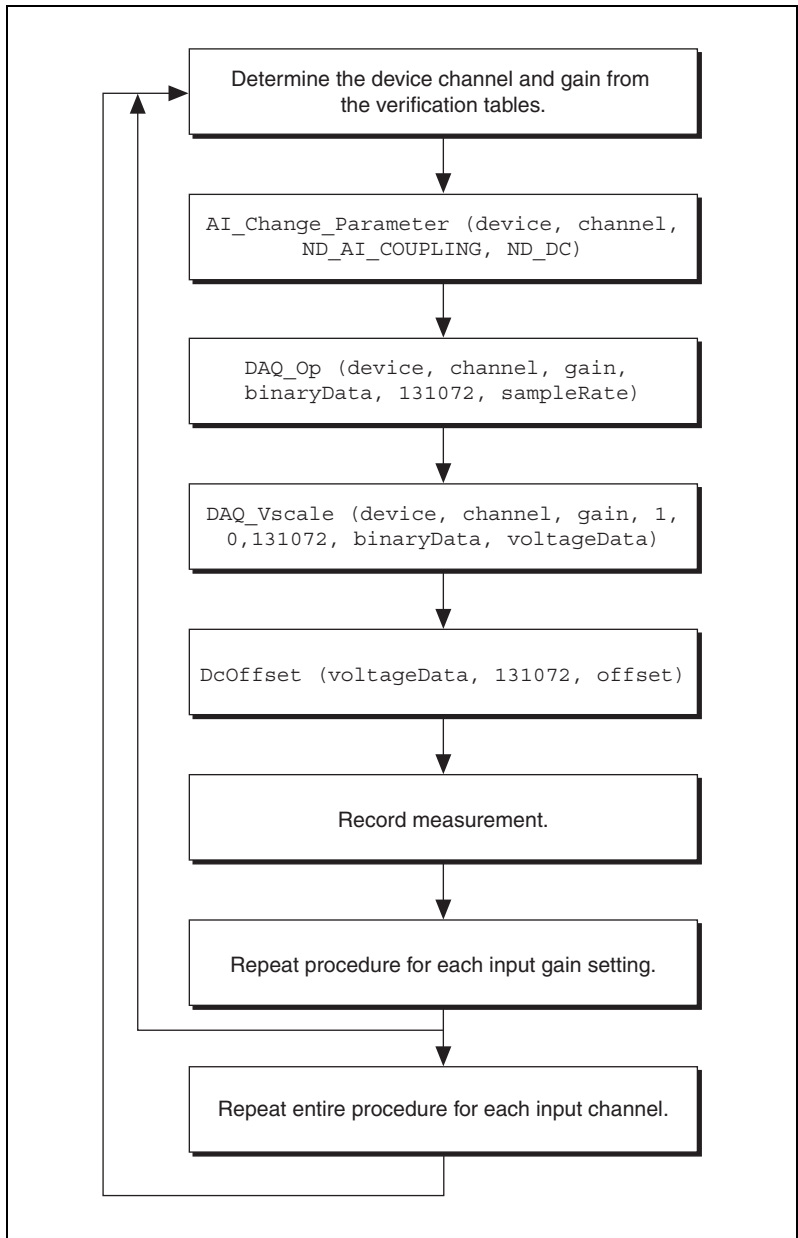 Determine the device channel and gain from
the verification tables.
AI_Change_Parameter (device, channel,
ND_AI_COUPLING, ND_DC)
DAQ_Op (device, channel, gain,
binaryData, 131072, sampleRate)
DAQ_Vscale (device, channel, gain, 1,
0,131072, binaryData, voltageData)
DcOffset (voltageData, 131072, offset)
Record measurement.
Repeat procedure for each input gain setting.
Repeat entire procedure for each input channel.